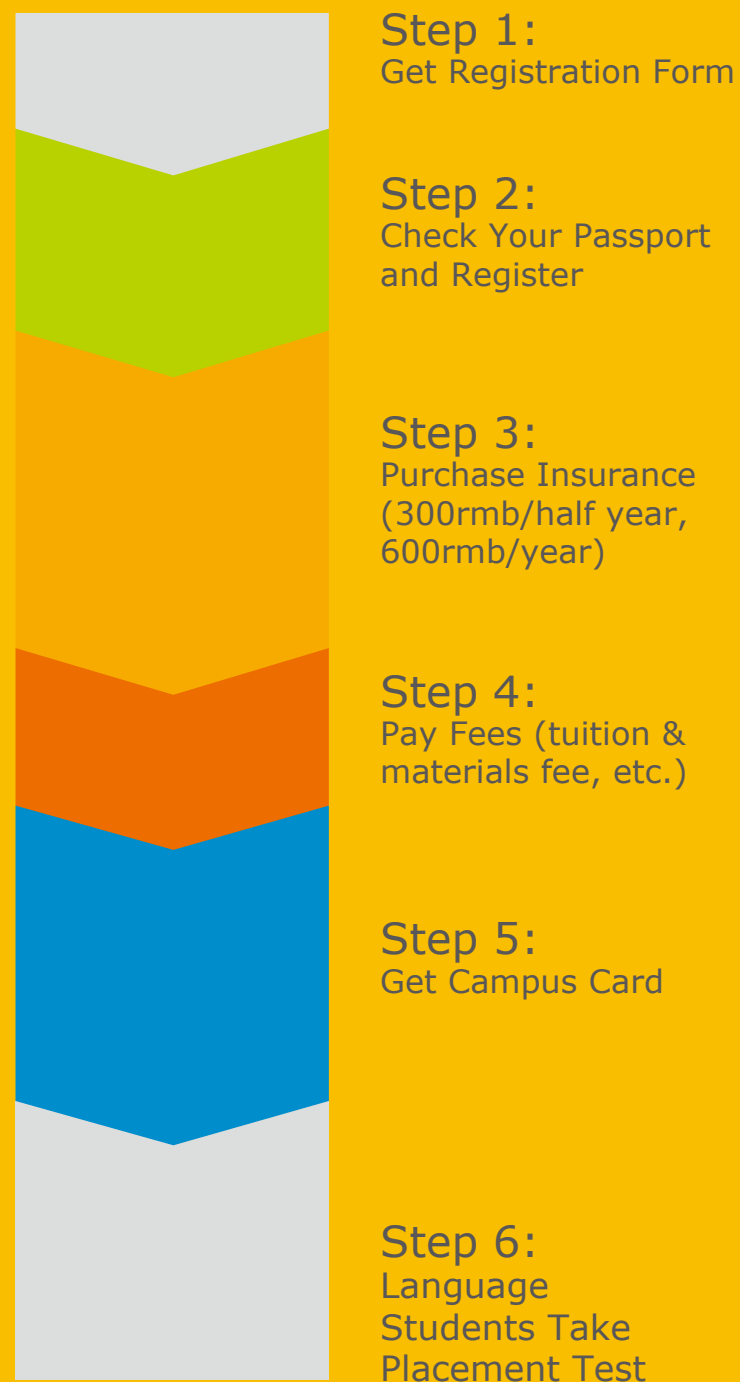 Step 1:
Get Registration Form
Step 2:
Check Your Passport
and Register
Step 3:
Purchase Insurance
(300rmb/half year,
600rmb/year)
Step 4:
Pay Fees (tuition &
materials fee, etc.)
Step 5:
Get Campus Card
Step 6:
Language
Students Take
Placement Test